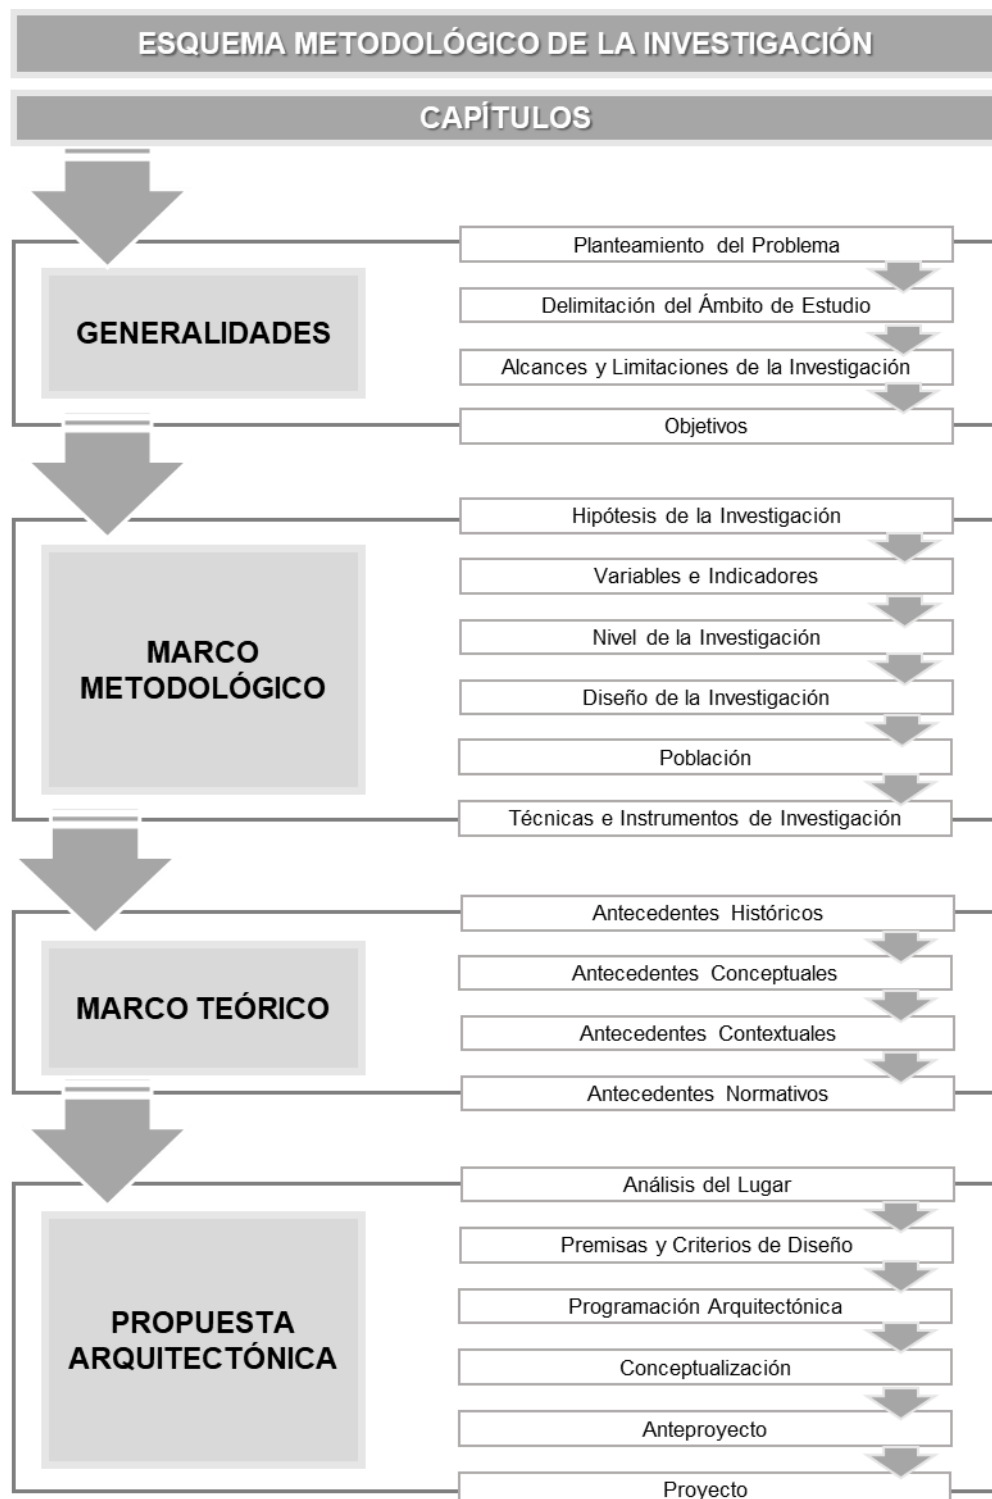 ESQUEMA METODOLÓGICO DE LA INVESTIGACIÓN
CAPÍTULOS
GENERALIDADES
Planteamiento del Problema
Delimitación del Ámbito de Estudio
Alcances y Limitaciones de la Investigación
Objetivos
MARCO
METODOLÓGICO
Hipótesis de la Investigación
Variables e Indicadores
Nivel de la Investigación
Diseño de la Investigación
Población
Técnicas e Instrumentos de Investigación
MARCO TEÓRICO
Antecedentes Históricos
Antecedentes Conceptuales
Antecedentes Contextuales
Antecedentes Normativos
PROPUESTA
ARQUITECTÓNICA
Análisis del Lugar
Premisas y Criterios de Diseño
Programación Arquitectónica
Conceptualización
Anteproyecto
Proyecto